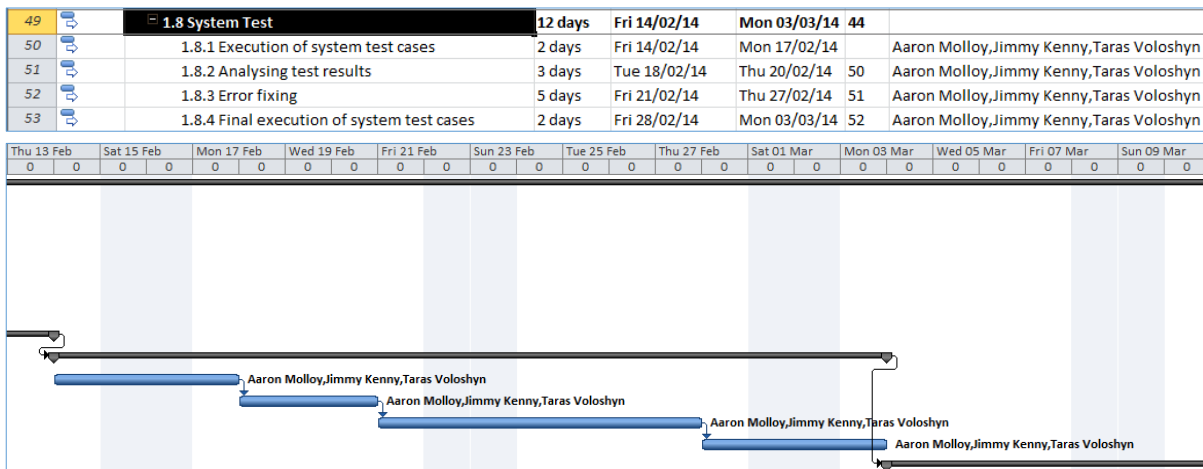 49 1.8 System Test 12 days Fri 14/02/14 Mon 03/03/14 44
50 1.8.1 Execution of system test cases 2 days Fri 14/02/14 Mon 17/02/14 Aaron Molloy,Jimmy Kenny,Taras Voloshyn
51 1.8.2 Analysing test results 3 days Tue 18/02/14 Thu 20/02/14 50 Aaron Molloy,Jimmy Kenny,Taras Voloshyn
52 1.8.3 Error fixing 5 days Fri 21/02/14 Thu 27/02/14 51 Aaron Molloy,Jimmy Kenny,Taras Voloshyn
53 1.8.4 Final execution of system test cases 2 days Fri 28/02/14 Mon 03/03/14 52 Aaron Molloy,Jimmy Kenny,Taras Voloshyn
Thu 13 Feb Sat 15 Feb Mon 17 Feb Wed 19 Feb Fri 21 Feb Sun 23 Feb Tue 25 Feb Thu 27 Feb Sat 01 Mar Mon 03 Mar Wed 05 Mar Fri 07 Mar Sun 09 Mar
0 0 0 0 0 0 0 0 0 0 0 0 0 0 0 0 0 0 0 0 0 0 0 0 0 0
Aaron Molloy,Jimmy Kenny,Taras Voloshyn
Aaron Molloy,Jimmy Kenny,Taras Voloshyn
Aaron Molloy,Jimmy Kenny,Taras Voloshyn
Aaron Molloy,Jimmy Kenny,Taras Voloshyn